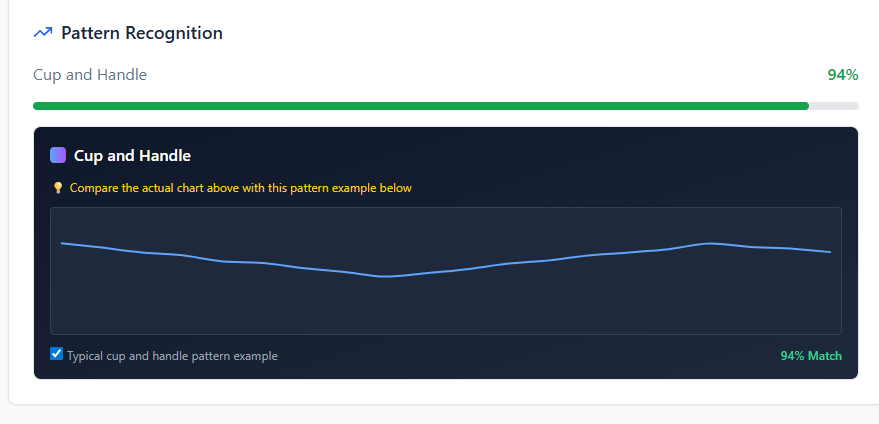 Pattern Recognition
Cup and Handle 94%
Cup and Handle
Compare the actual chart above with this pattern example below
Typical cup and handle pattern example 94% Match